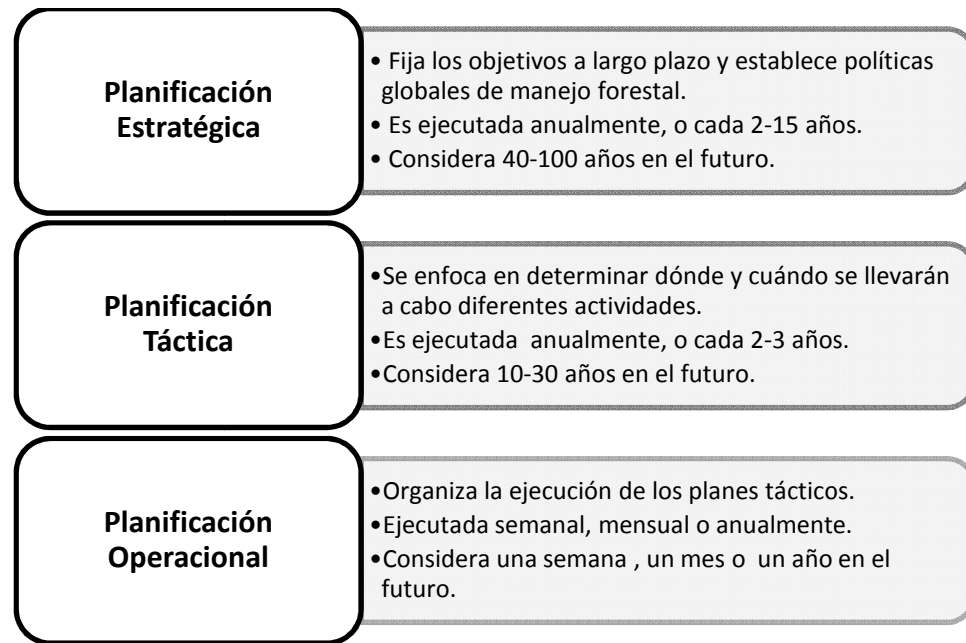 Planificación
Estratégica
• Fija los objetivos a largo plazo y establece políticas
globales de manejo forestal.
• Es ejecutada anualmente, o cada 2-15 años.
• Considera 40-100 años en el futuro.
Planificación
Táctica
•Se enfoca en determinar dónde y cuándo se llevarán
a cabo diferentes actividades.
•Es ejecutada anualmente, o cada 2-3 años.
•Considera 10-30 años en el futuro.
Planificación
Operacional
•Organiza la ejecución de los planes tácticos.
•Ejecutada semanal, mensual o anualmente.
•Considera una semana , un mes o un año en el
futuro.